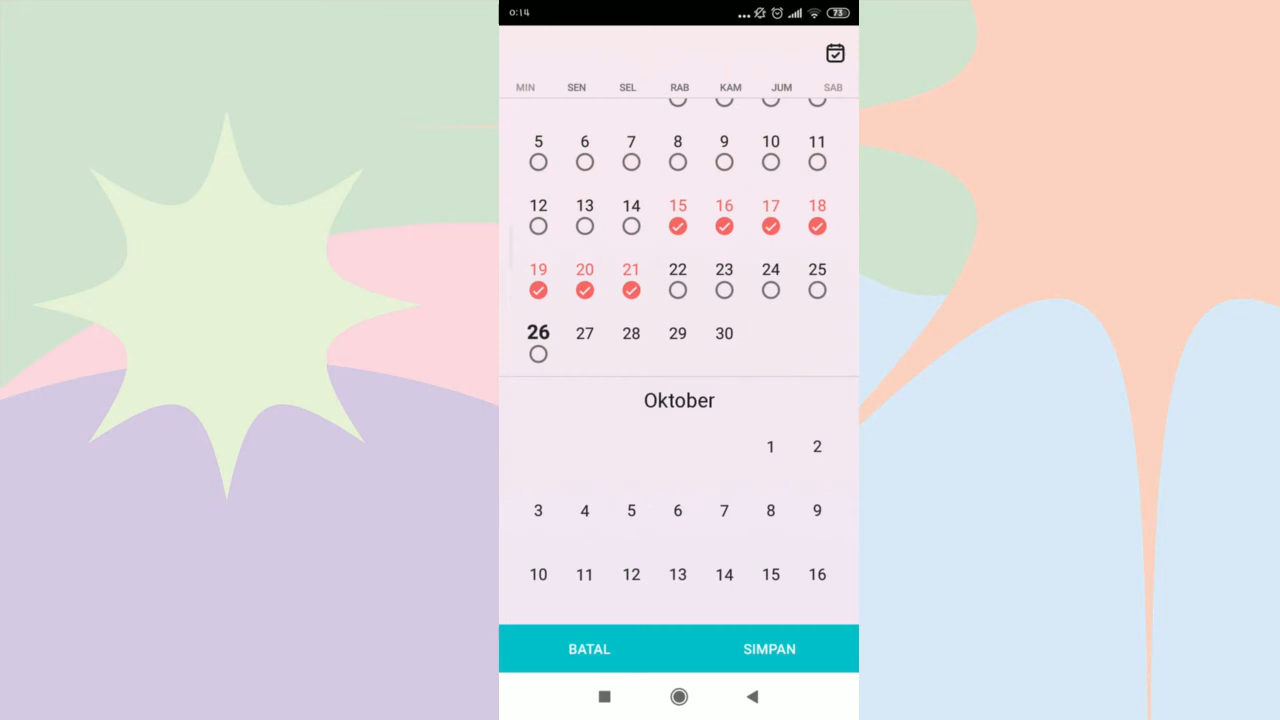 0:14
73
MIN SEN SEL RAB KAM JUM SAB
5 6 7 8 9 10 11
12 13 14 15 16 17 18
19 20 21 22 23 24 25
26 27 28 29 30
Oktober
1 2
3 4 5 6 7 8 9
10 11 12 13 14 15 16
BATAL SIMPAN